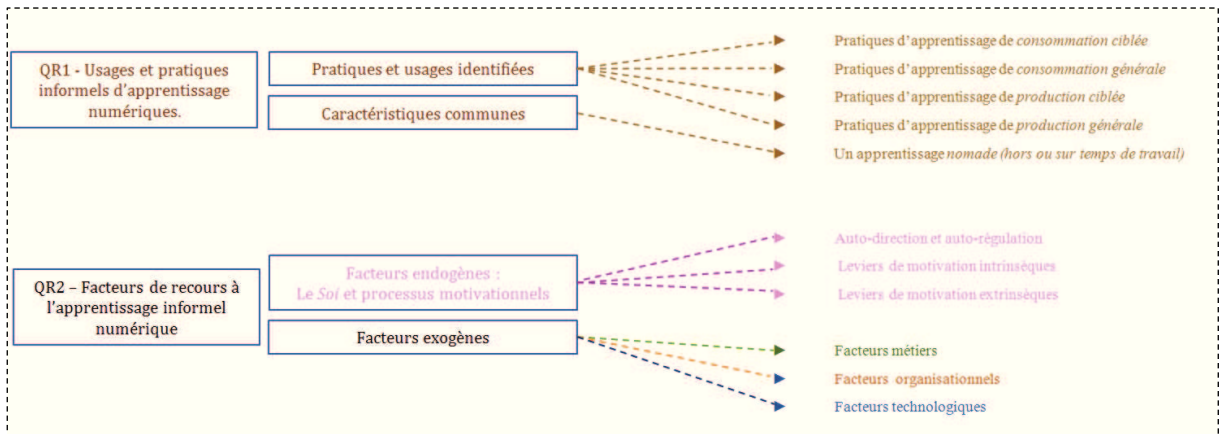 QR1 - Usages et pratiques
informels d'apprentissage
numériques.
Pratiques et usages identifiées
Caractéristiques communes
Pratiques d'apprentissage de consommation ciblée
Pratiques d'apprentissage de consommation générale
Pratiques d'apprentissage de production ciblée
Pratiques d'apprentissage de production générale
Un apprentissage nomade (hors ou sur temps de travail)
QR2 – Facteurs de recours à
l'apprentissage informel
numérique
Facteurs endogènes :
Le Soi et processus motivationnels
Facteurs exogènes
Auto-direction et auto-régulation
Leviers de motivation intrinsèques
Leviers de motivation extrinsèques
Facteurs métiers
Facteurs organisationnels
Facteurs technologiques